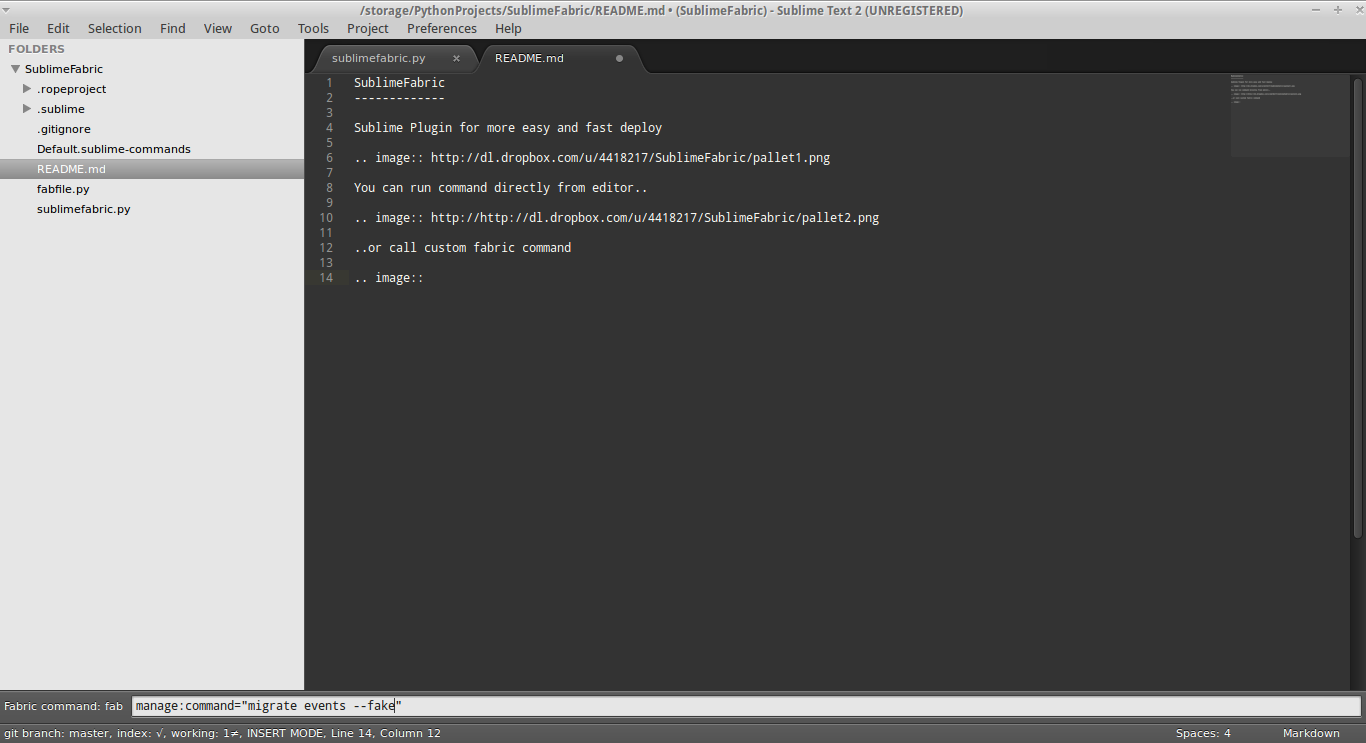 /storage/PythonProjects/SublimeFabric/README.md • (SublimeFabric) - Sublime Text 2 (UNREGISTERED)
File Edit Selection Find View Goto Tools Project Preferences Help
FOLDERS
SublimeFabric
.ropeproject
.sublime
.gitignore
Default.sublime-commands
README.md
fabfile.py
sublimefabric.py
sublimefabric.py × README.md
1 SublimeFabric
2 -------------
3
4 Sublime Plugin for more easy and fast deploy
5
6 .. image:: http://dl.dropbox.com/u/4418217/SublimeFabric/pallet1.png
7
8 You can run command directly from editor..
9
10 .. image:: http://http://dl.dropbox.com/u/4418217/SublimeFabric/pallet2.png
11
12 ..or call custom fabric command
13
14 .. image::
Fabric command: fab manage:command="migrate events --fake"
git branch: master, index: √, working: 1≠, INSERT MODE, Line 14, Column 12 Spaces: 4 Markdown